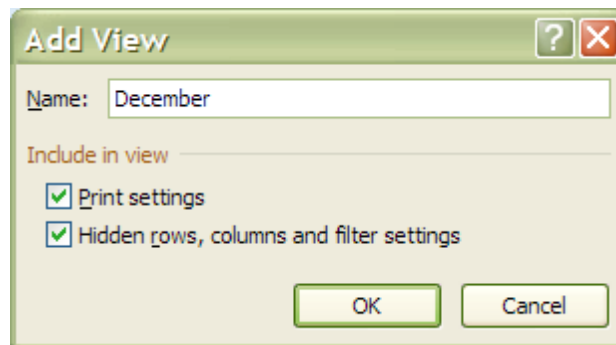 Add View
Name: December
Include in view
Print settings
Hidden rows, columns and filter settings
OK Cancel